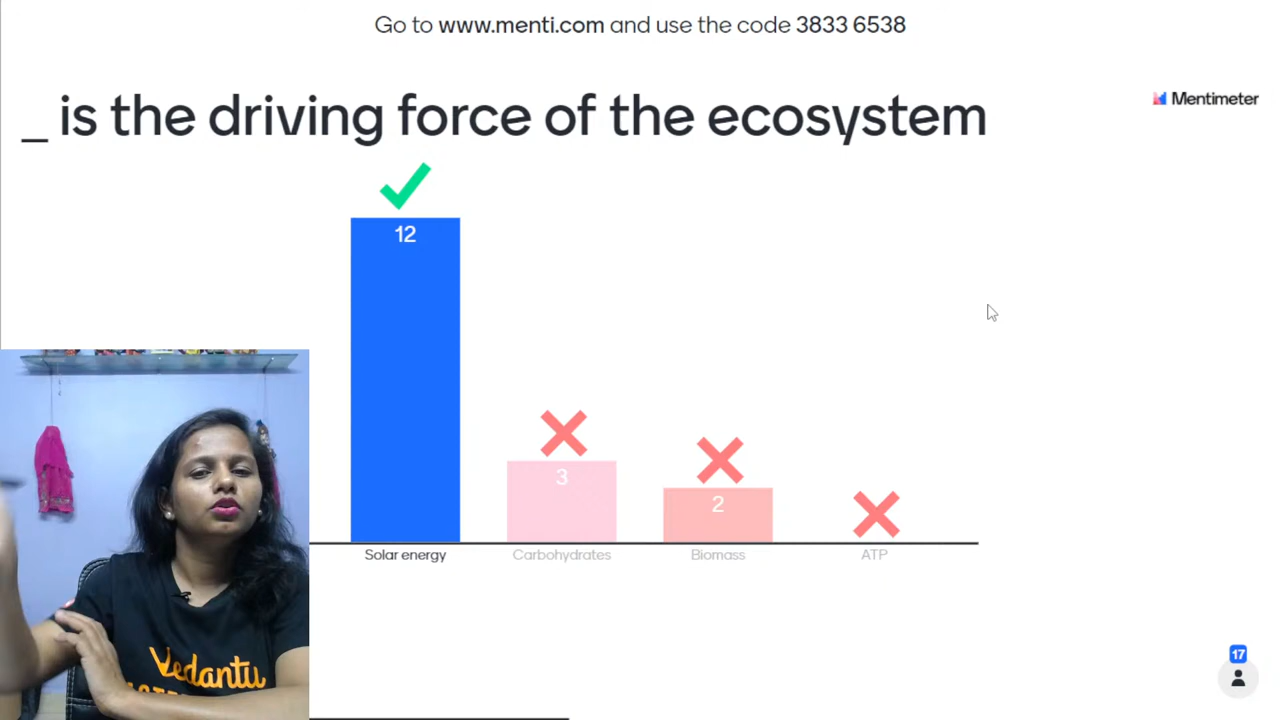 Go to www.menti.com and use the code 3833 6538
Mentimeter
_ is the driving force of the ecosystem
12
3
2
Solar energy
Carbohydrates
Biomass
ATP
Vedantu
17